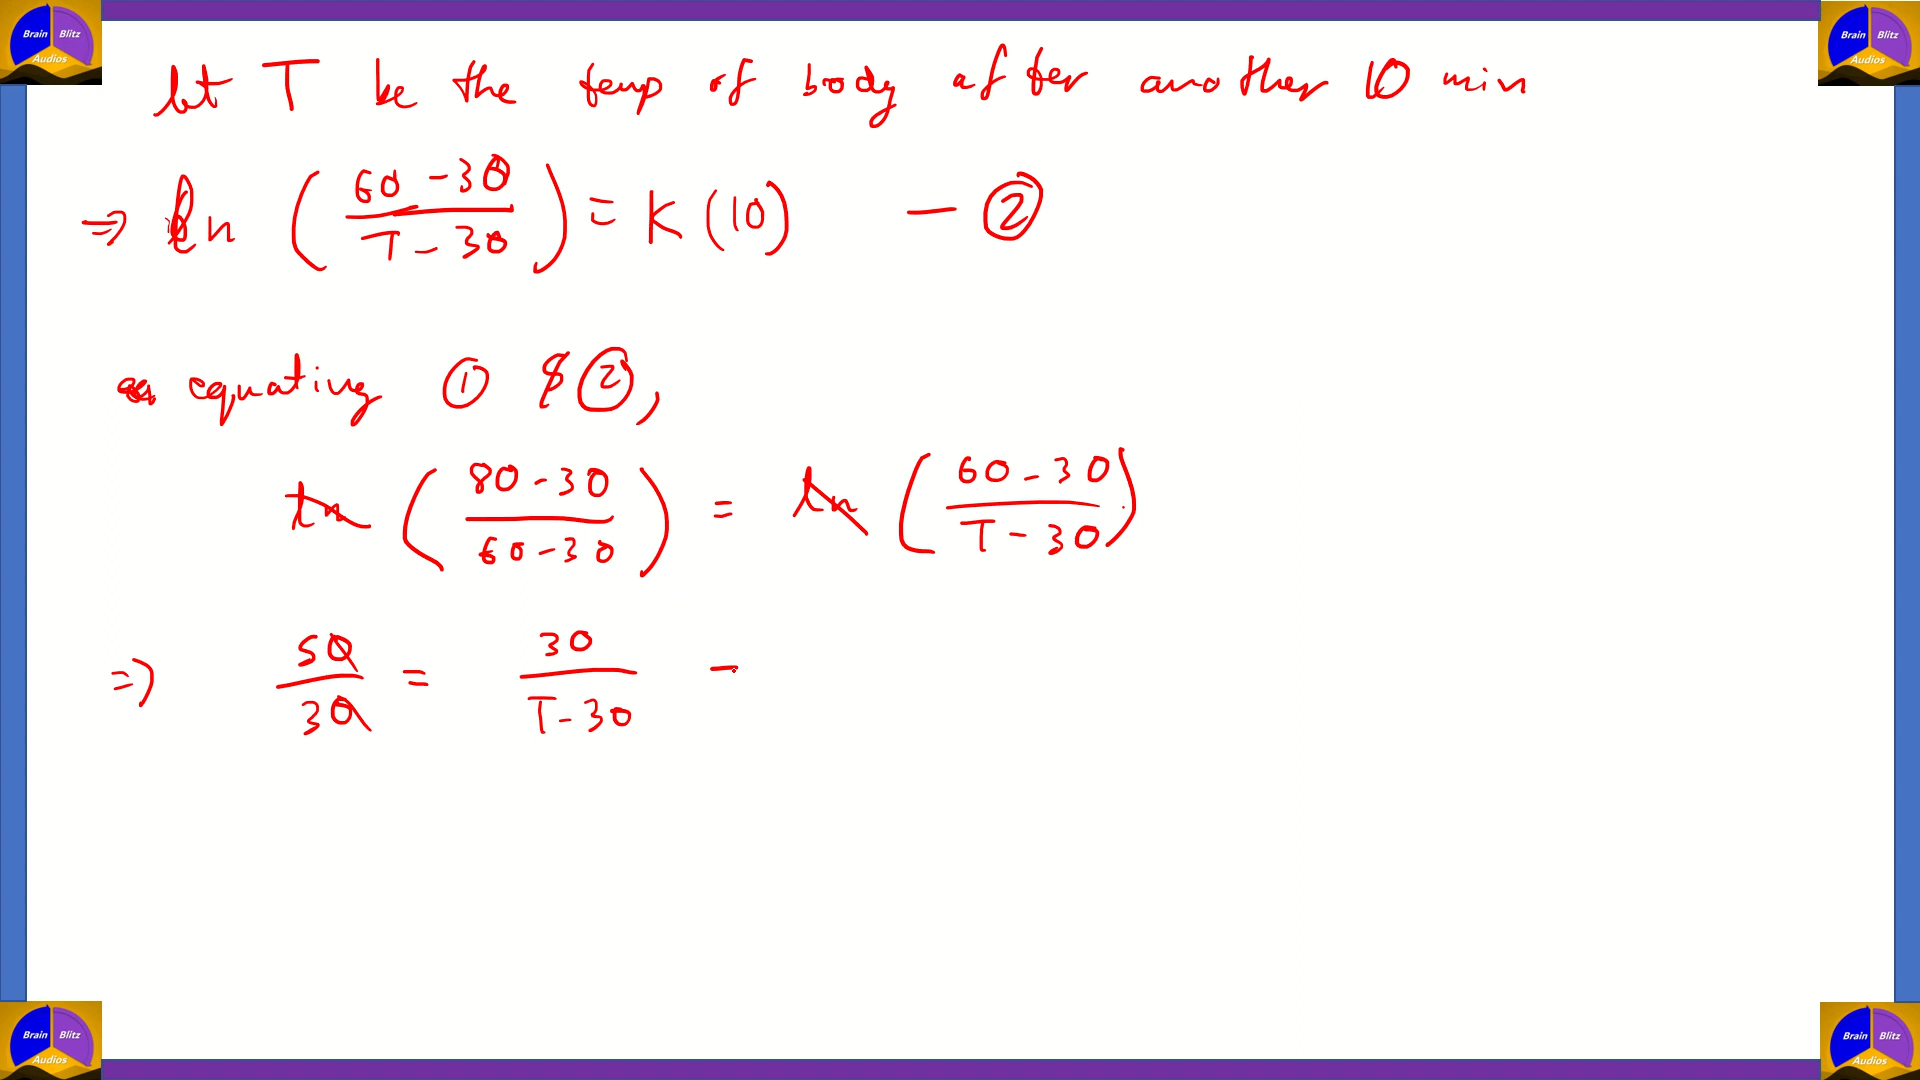 Brain Blitz Audios
Brain Blitz Audios
let T be the temp of body after another 10 min
⇒ ln ( 60 - 30 / T - 30 ) = K (10) — ②
equating ① & ②,
ln ( 80 - 30 / 60 - 30 ) = ln ( 60 - 30 / T - 30 )
⇒ 50 / 30 = 30 / T - 30 –
Brain Blitz Audios
Brain Blitz Audios